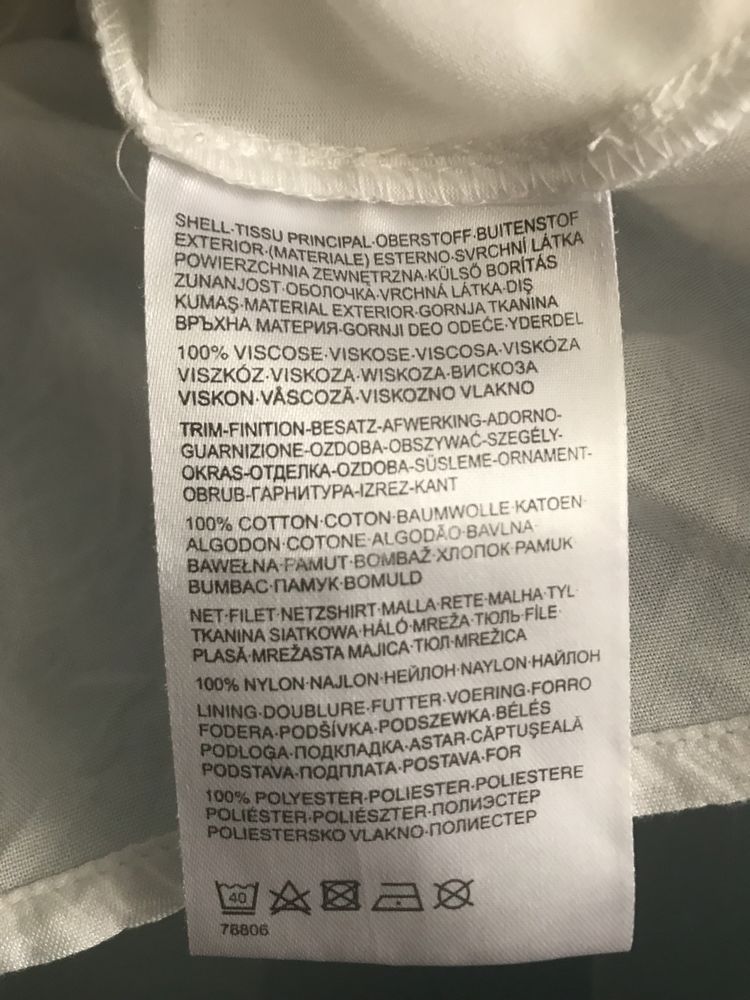 SHELL·TISSU PRINCIPAL·OBERSTOFF·BUITENSTOF
EXTERIOR·(MATERIALE) ESTERNO·SVRCHNÍ LÁTKA
POWIERZCHNIA ZEWNĘTRZNA·KÜLSŐ BORÍTÁS
ZUNANJOST·ОБОЛОЧКА·VRCHNÁ LÁTKA·DIŞ
KUMAŞ·MATERIAL EXTERIOR·GORNJA TKANINA
ВРЪХНА МАТЕРИЯ·GORNJI DEO ODEĆE·YDERDEL
100% VISCOSE·VISKOSE·VISCOSA·VISKÓZA
VISZKÓZ·VISKOZA·WISKOZA·ВИСКОЗА
VISKON·VÂSCOZĂ·VISKOZNO VLAKNO
TRIM-FINITION-BESATZ-AFWERKING-ADORNO-
GUARNIZIONE-OZDOBA-OBSZYWAĆ-SZEGÉLY-
OKRAS-ОТДЕЛКА-OZDOBA-SÜSLEME-ORNAMENT-
OBRUB-ГАРНИТУРА-IZREZ-KANT
100% COTTON·COTON·BAUMWOLLE·KATOEN
ALGODON·COTONE·ALGODÃO·BAVLNA
BAWEŁNA·PAMUT·BOMBAŽ·ХЛОПОК·PAMUK
BUMBAC·ПАМУК·BOMULD
NET·FILET·NETZSHIRT·MALLA·RETE·MALHA·TYL
TKANINA SIATKOWA·HÁLÓ·MREŽA·ТЮЛЬ·FİLE
PLASĂ·MREŽASTA MAJICA·ТЮЛ·MREŽICA
100% NYLON·NAJLON·НЕЙЛОН·NAYLON·НАЙЛОН
LINING·DOUBLURE·FUTTER·VOERING·FORRO
FODERA·PODŠÍVKA·PODSZEWKA·BÉLÉS
PODLOGA·ПОДКЛАДКА·ASTAR·CĂPTUŞEALĂ
PODSTAVA·ПОДПЛАТА·POSTAVA·FOR
100% POLYESTER·POLIESTER·POLIESTERE
POLIÉSTER·POLIÉSZTER·ПОЛИЭСТЕР
POLIESTERSKO VLAKNO·ПОЛИЕСТЕР
40
78806